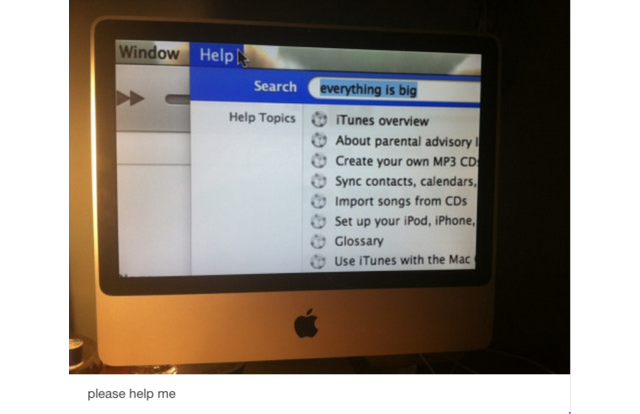 Window Help
Search everything is big
Help Topics iTunes overview
About parental advisory
Create your own MP3 CDs
Sync contacts, calendars,
Import songs from CDs
Set up your iPod, iPhone,
Glossary
Use iTunes with the Mac
please help me